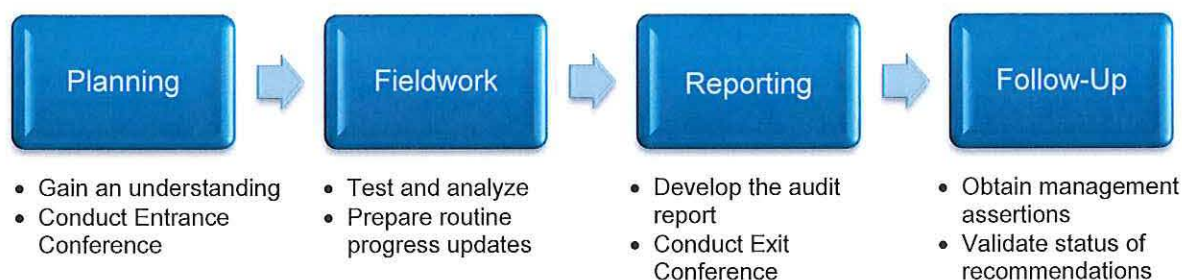 Planning
Fieldwork
Reporting
Follow-Up
• Gain an understanding
• Conduct Entrance
Conference
• Test and analyze
• Prepare routine
progress updates
• Develop the audit
report
• Conduct Exit
Conference
• Obtain management
assertions
• Validate status of
recommendations